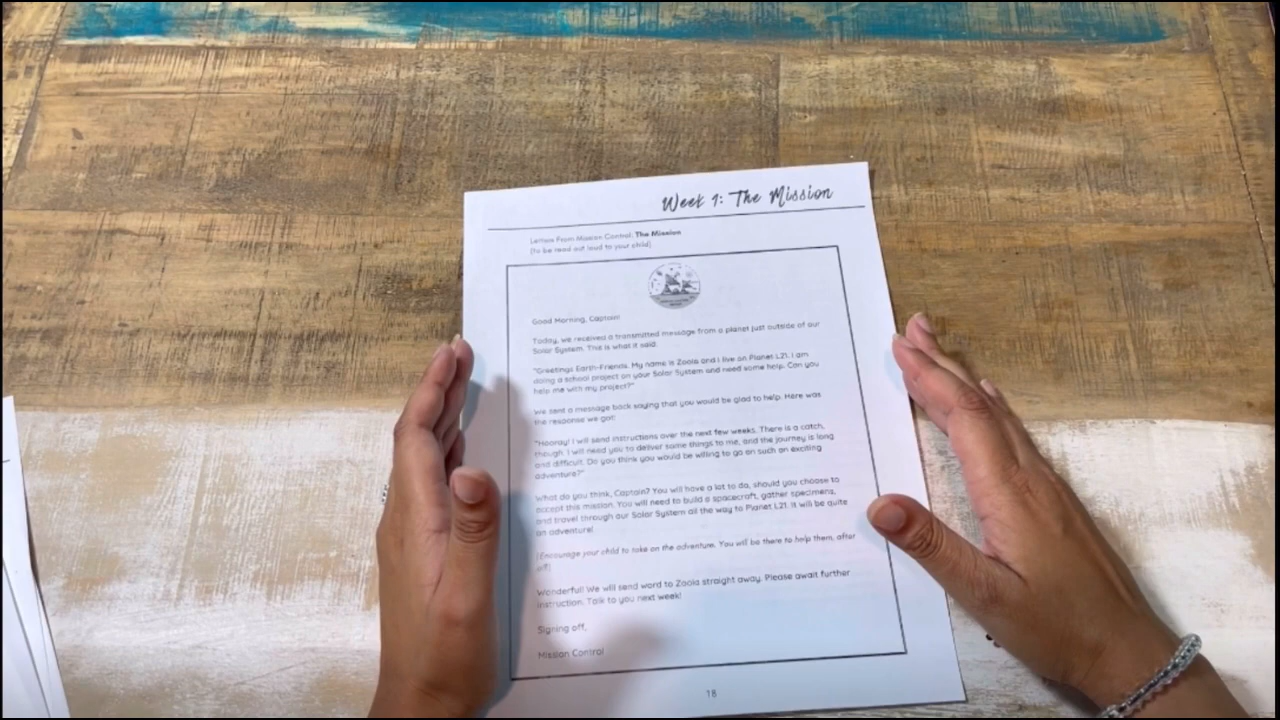 Week 1: The Mission
Letters From Mission Control: The Mission
(to be read out loud to your child)
Good Morning, Captain!
Today, we received a transmitted message from a planet just outside of our
Solar System. This is what it said:
"Greetings Earth-Friends. My name is Zoola and I live on Planet L21. I am
doing a school project on your Solar System and need some help. Can you
help me with my project?"
We sent a message back saying that you would be glad to help. Here was
the response we got:
"Hooray! I will send instructions over the next few weeks. There is a catch,
though. I will need you to deliver some things to me, and the journey is long
and difficult. Do you think you would be willing to go on such an exciting
adventure?"
What do you think, Captain? You will have a lot to do, should you choose to
accept this mission. You will need to build a spacecraft, gather specimens,
and travel through our Solar System all the way to Planet L21. It will be quite
an adventure!
[Encourage your child to take on the adventure. You will be there to help them, after
all!]
Wonderful! We will send word to Zoola straight away. Please await further
instruction. Talk to you next week!
Signing off,
Mission Control
18